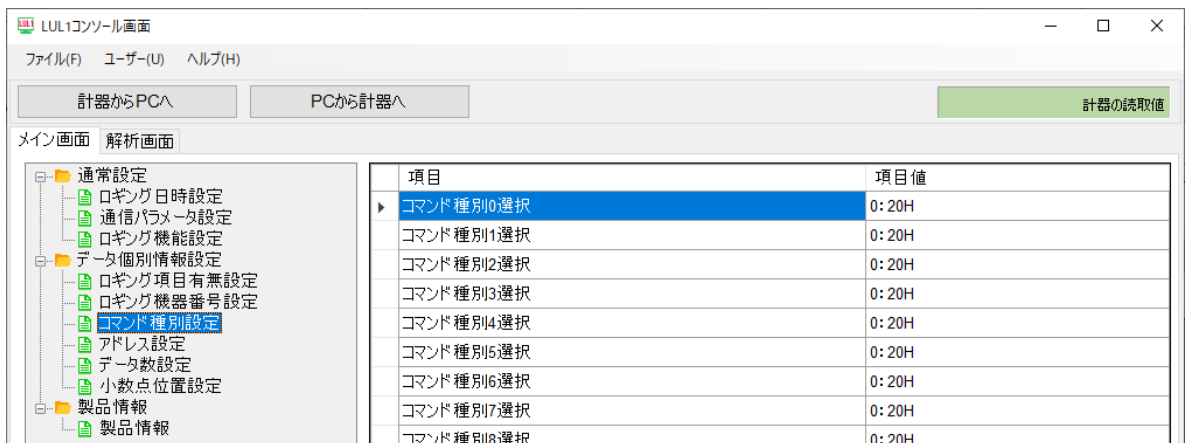 LUL1コンソール画面
ファイル(F) ユーザー(U) ヘルプ(H)
計器からPCへ PCから計器へ 計器の読取値
メイン画面 解析画面
通常設定
ロギング日時設定
通信パラメータ設定
ロギング機能設定
データ個別情報設定
ロギング項目有無設定
ロギング機器番号設定
コマンド種別設定
アドレス設定
データ数設定
小数点位置設定
製品情報
製品情報
項目 項目値
コマンド種別0選択 0:20H
コマンド種別1選択 0:20H
コマンド種別2選択 0:20H
コマンド種別3選択 0:20H
コマンド種別4選択 0:20H
コマンド種別5選択 0:20H
コマンド種別6選択 0:20H
コマンド種別7選択 0:20H
コマンド種別8選択 0:20H